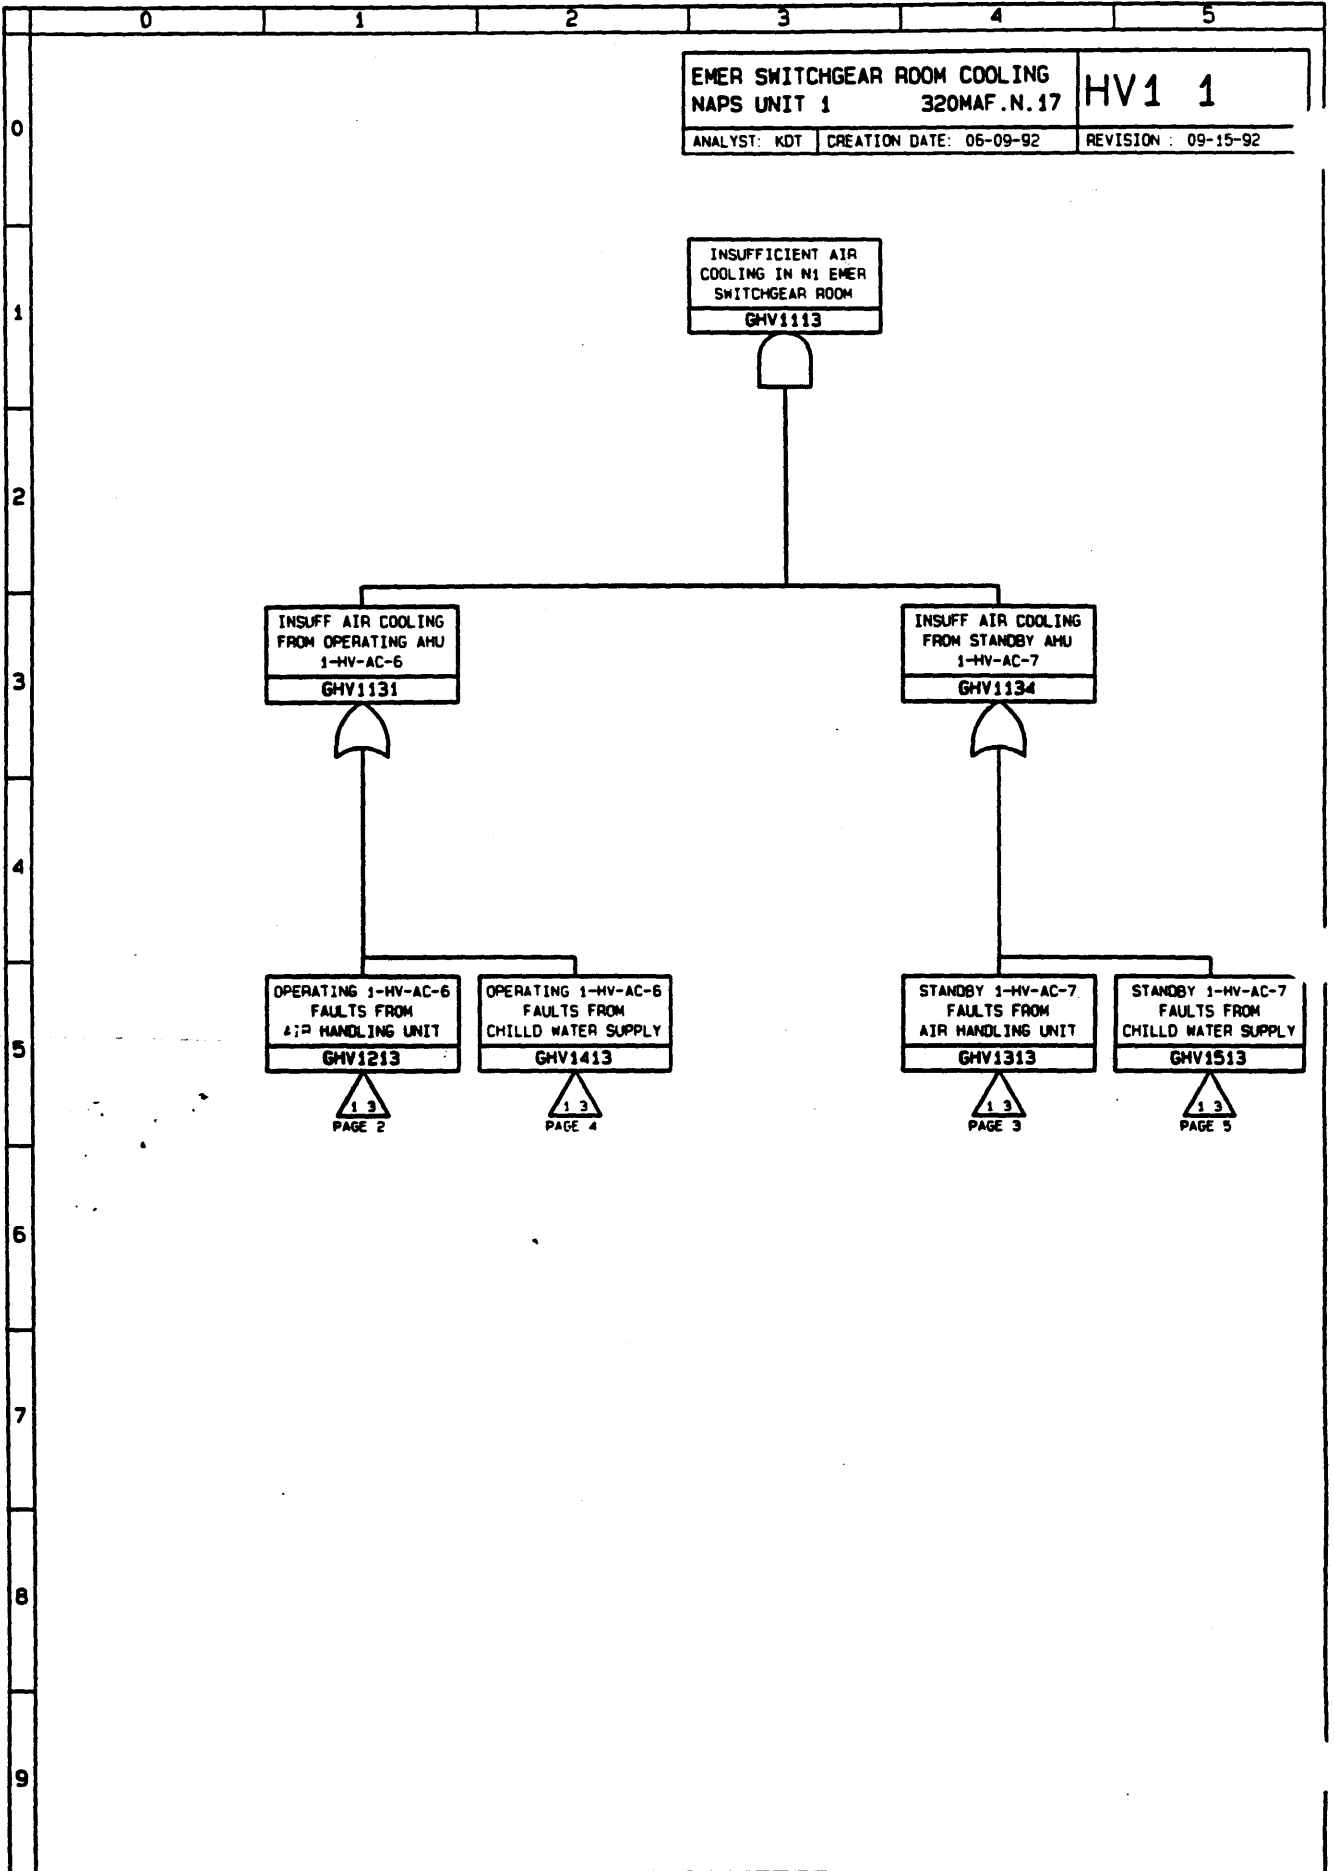 0 1 2 3 4 5
EMER SWITCHGEAR ROOM COOLING
NAPS UNIT 1 320MAF.N.17
HV1 1
ANALYST: KDT CREATION DATE: 06-09-92 REVISION : 09-15-92
0
INSUFFICIENT AIR
COOLING IN N1 EMER
SWITCHGEAR ROOM
GHV1113
1
2
INSUFF AIR COOLING
FROM OPERATING AHU
1-HV-AC-6
GHV1131
INSUFF AIR COOLING
FROM STANDBY AHU
1-HV-AC-7
GHV1134
3
4
OPERATING 1-HV-AC-6
FAULTS FROM
AIR HANDLING UNIT
GHV1213
1 3
PAGE 2
OPERATING 1-HV-AC-6
FAULTS FROM
CHILLD WATER SUPPLY
GHV1413
1 3
PAGE 4
STANDBY 1-HV-AC-7
FAULTS FROM
AIR HANDLING UNIT
GHV1313
1 3
PAGE 3
STANDBY 1-HV-AC-7
FAULTS FROM
CHILLD WATER SUPPLY
GHV1513
1 3
PAGE 5
5
6
7
8
9